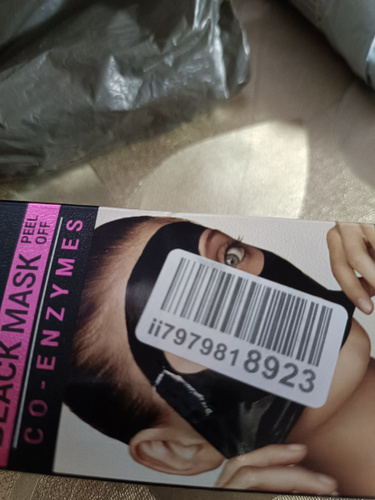 BLACK MASK
PEEL
OFF
CO-ENZYMES
ii7979818923